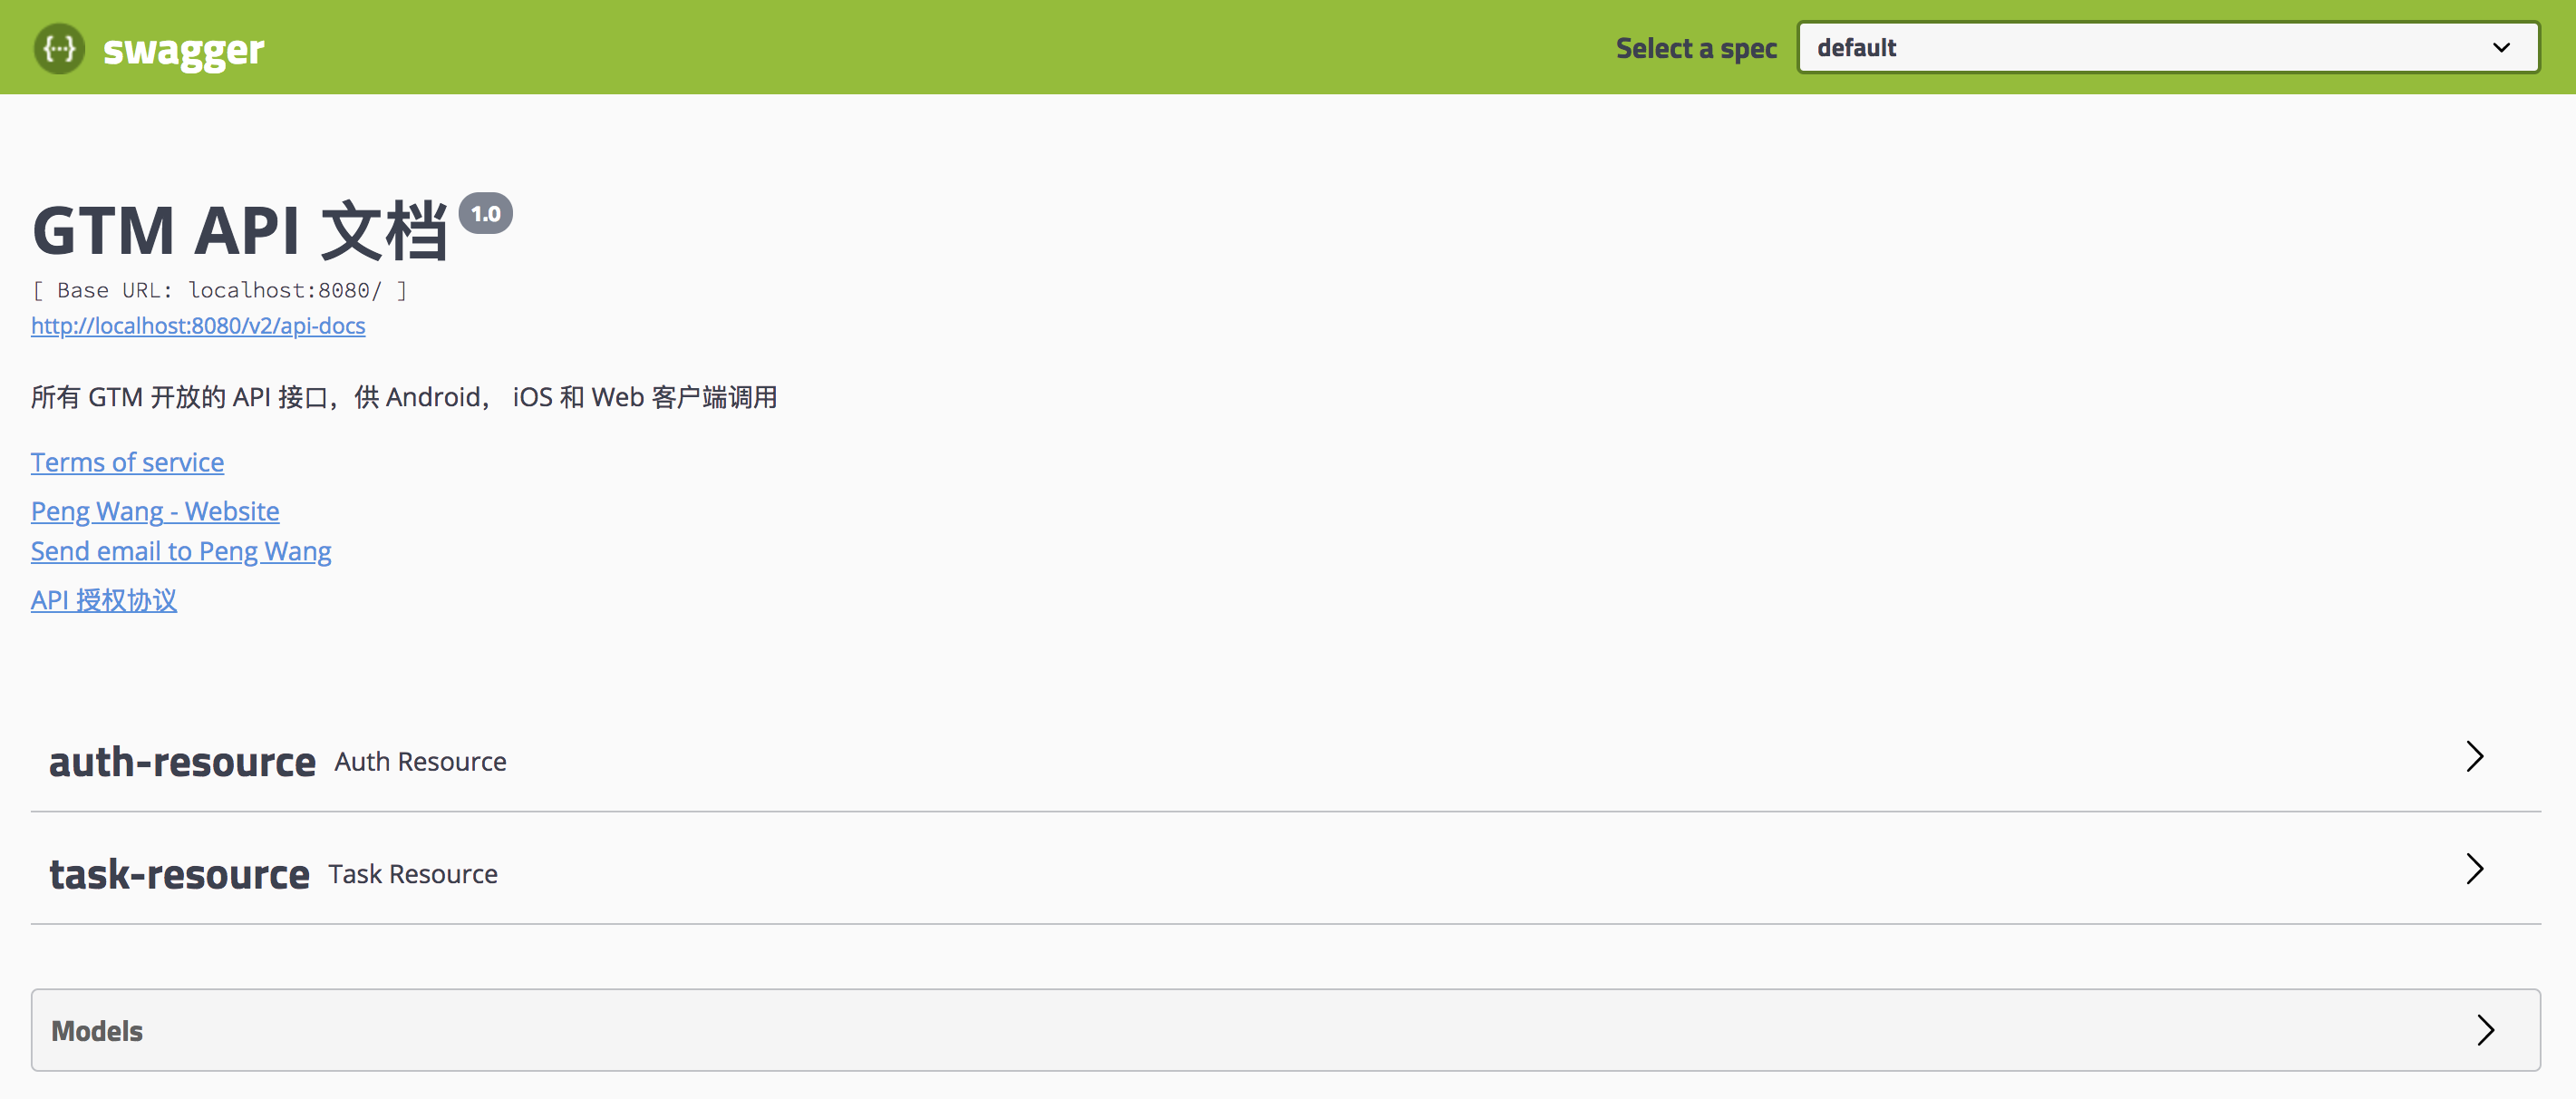 {···} swagger Select a spec default
GTM API 文档 1.0
[ Base URL: localhost:8080/ ]
http://localhost:8080/v2/api-docs
所有 GTM 开放的 API 接口，供 Android， iOS 和 Web 客户端调用
Terms of service
Peng Wang - Website
Send email to Peng Wang
API 授权协议
auth-resource Auth Resource
task-resource Task Resource
Models